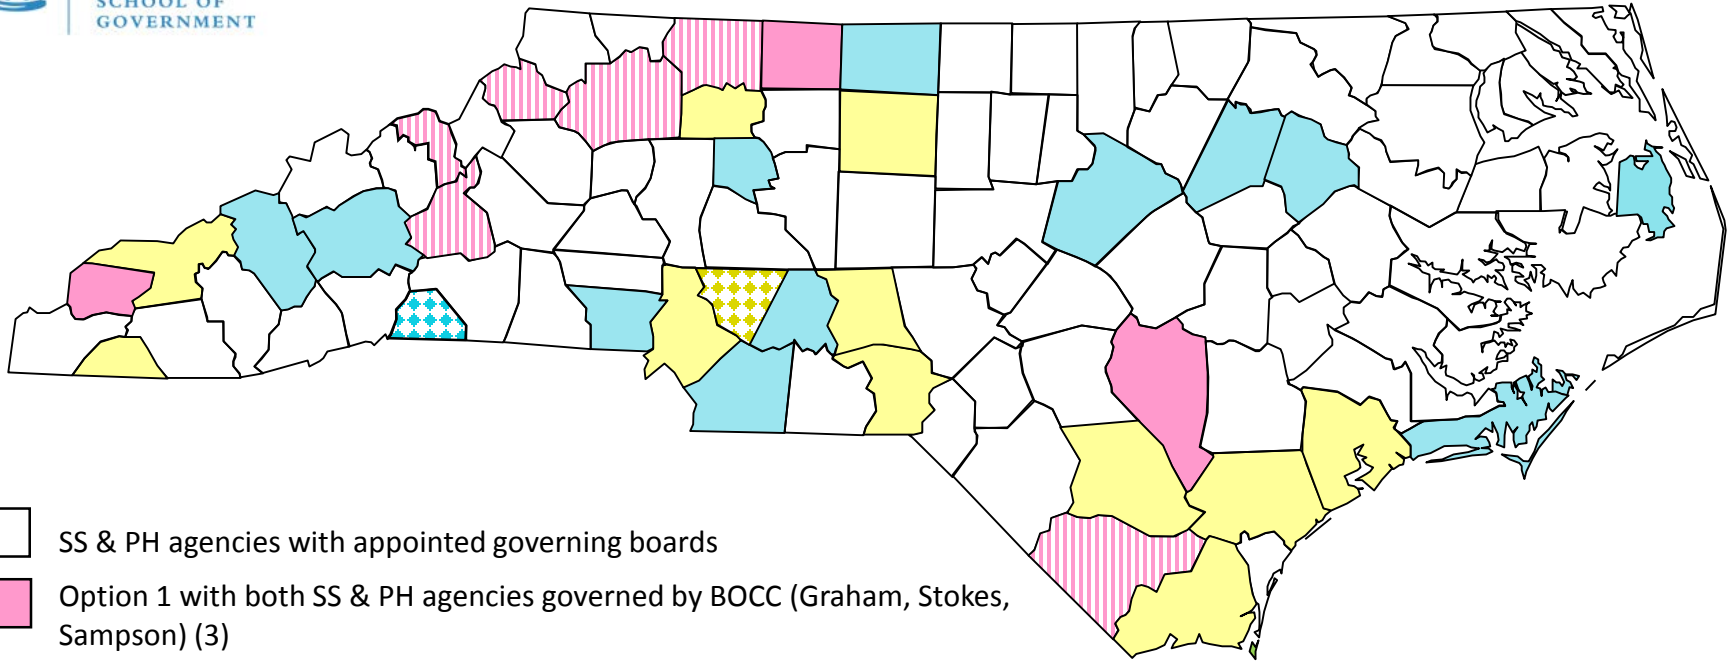 SCHOOL OF
GOVERNMENT
SS & PH agencies with appointed governing boards
Option 1 with both SS & PH agencies governed by BOCC (Graham, Stokes,
Sampson) (3)